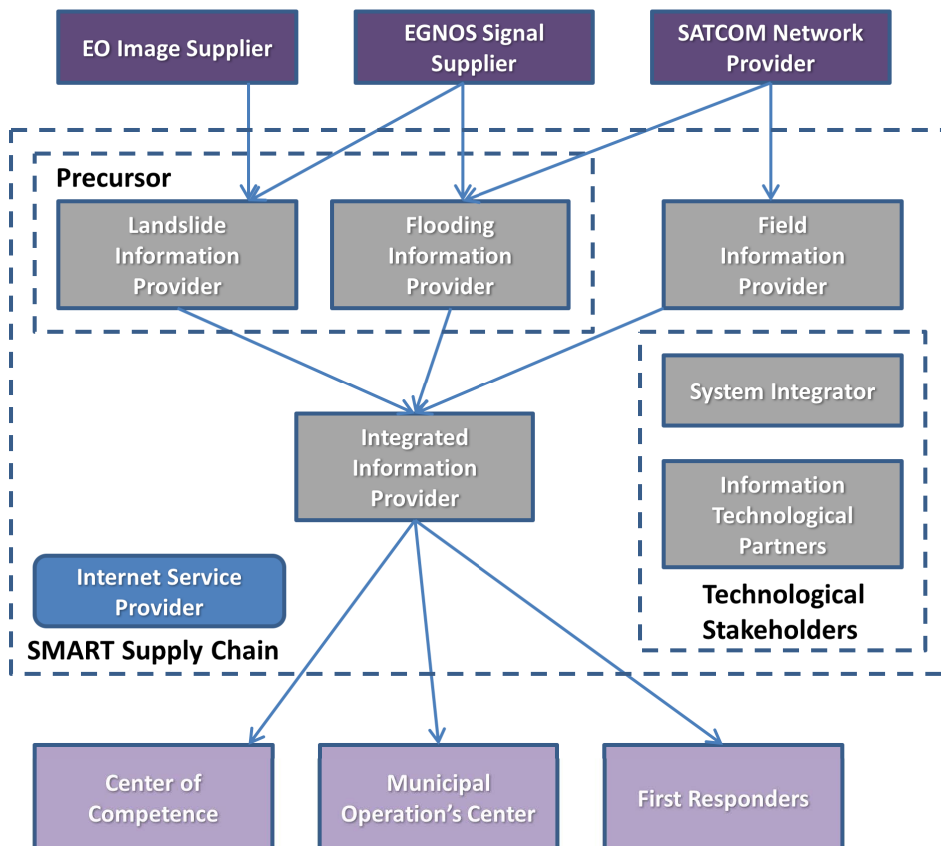 EO Image Supplier
EGNOS Signal
Supplier
SATCOM Network
Provider
Precursor
Landslide
Information
Provider
Flooding
Information
Provider
Field
Information
Provider
System Integrator
Integrated
Information
Provider
Information
Technological
Partners
Internet Service
Provider
Technological
Stakeholders
SMART Supply Chain
Center of
Competence
Municipal
Operation’s Center
First Responders